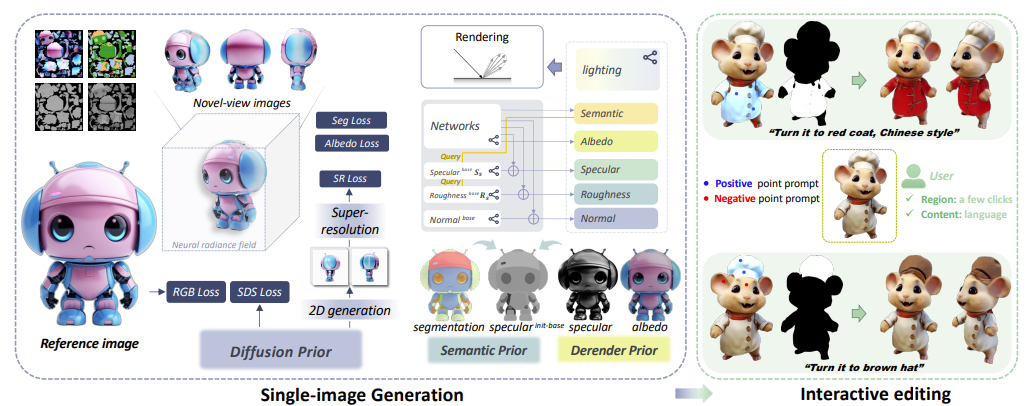 Novel-view images
Neural radiance field
Reference image
RGB Loss
SDS Loss
Seg Loss
Albedo Loss
SR Loss
Super-
resolution
2D generation
Diffusion Prior
Rendering
lighting
Networks
Semantic
Albedo
Query
Specular base Ss
Specular
Query
Roughness base Rs
Roughness
Normal base
Normal
segmentation
specular init-base
specular
albedo
Semantic Prior
Derender Prior
Single-image Generation
“Turn it to red coat, Chinese style”
Positive point prompt
Negative point prompt
User
Region: a few clicks
Content: language
“Turn it to brown hat”
Interactive editing